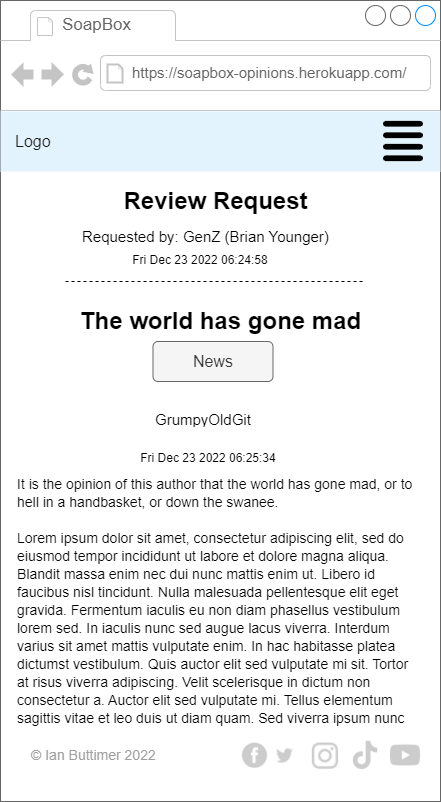 SoapBox
https://soapbox-opinions.herokuapp.com/
Logo
Review Request
Requested by: GenZ (Brian Younger)
Fri Dec 23 2022 06:24:58
The world has gone mad
News
GrumpyOldGit
Fri Dec 23 2022 06:25:34
It is the opinion of this author that the world has gone mad, or to
hell in a handbasket, or down the swanee.
Lorem ipsum dolor sit amet, consectetur adipiscing elit, sed do
eiusmod tempor incididunt ut labore et dolore magna aliqua.
Blandit massa enim nec dui nunc mattis enim ut. Libero id
faucibus nisl tincidunt. Nulla malesuada pellentesque elit eget
gravida. Fermentum iaculis eu non diam phasellus vestibulum
lorem sed. In iaculis nunc sed augue lacus viverra. Interdum
varius sit amet mattis vulputate enim. In hac habitasse platea
dictumst vestibulum. Quis auctor elit sed vulputate mi sit. Tortor
at risus viverra adipiscing. Velit scelerisque in dictum non
consectetur a. Auctor elit sed vulputate mi. Tellus elementum
sagittis vitae et leo duis ut diam quam. Sed viverra ipsum nunc
© Ian Buttimer 2022